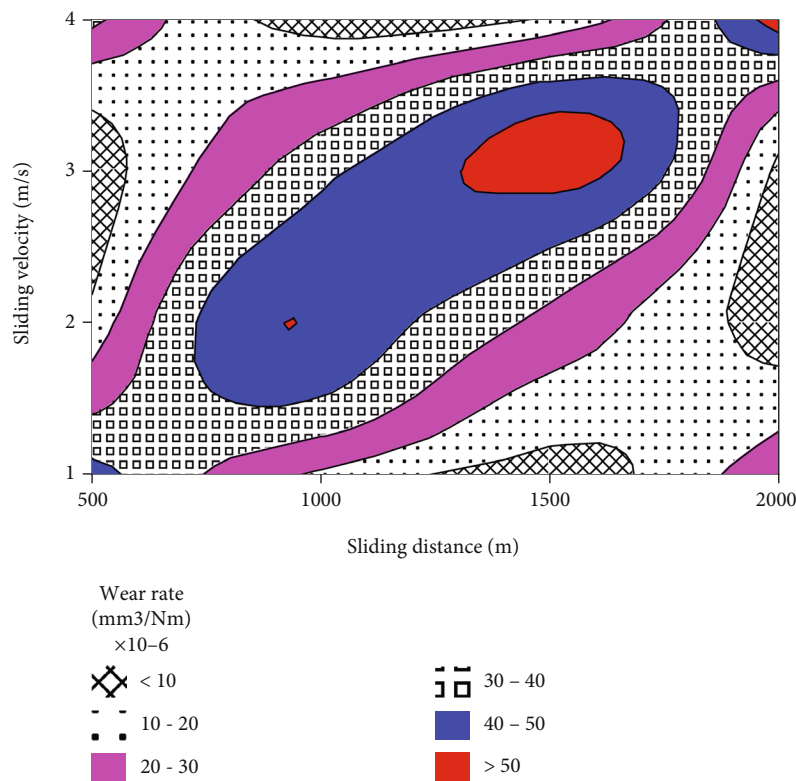 4
3
2
1
Sliding velocity (m/s)
500
1000
1500
2000
Sliding distance (m)
Wear rate
(mm3/Nm)
×10–6
< 10
10 - 20
20 - 30
30 – 40
40 – 50
> 50